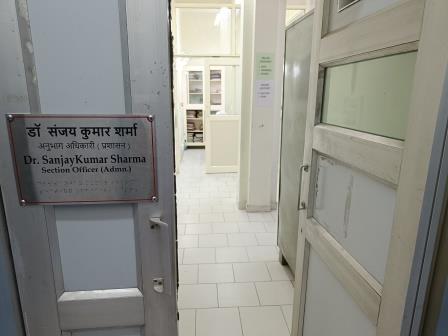 डॉ संजय कुमार शर्मा
अनुभाग अधिकारी (प्रशासन)
Dr. SanjayKumar Sharma
Section Officer (Admn.)